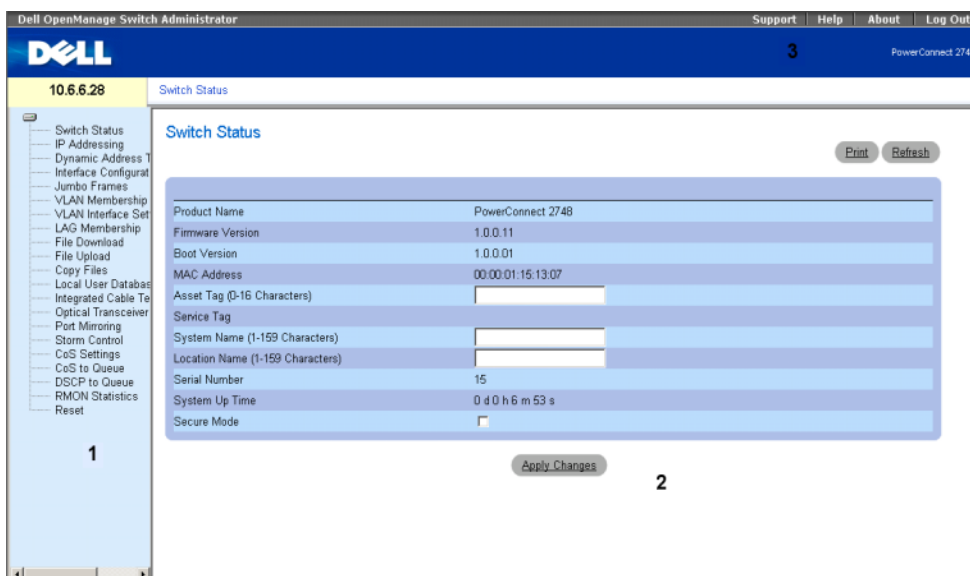 Dell OpenManage Switch Administrator
Support Help About Log Out
DELL
3
PowerConnect 274
10.6.6.28
Switch Status
Switch Status
IP Addressing
Dynamic Address T
Interface Configurat
Jumbo Frames
VLAN Membership
VLAN Interface Set
LAG Membership
File Download
File Upload
Copy Files
Local User Databas
Integrated Cable Te
Optical Transceiver
Port Mirroring
Storm Control
CoS Settings
CoS to Queue
DSCP to Queue
RMON Statistics
Reset
1
Switch Status
Print Refresh
Product Name PowerConnect 2748
Firmware Version 1.0.0.11
Boot Version 1.0.0.01
MAC Address 00:00:01:15:13:07
Asset Tag (0-16 Characters)
Service Tag
System Name (1-159 Characters)
Location Name (1-159 Characters)
Serial Number 15
System Up Time 0 d 0 h 6 m 53 s
Secure Mode
Apply Changes
2